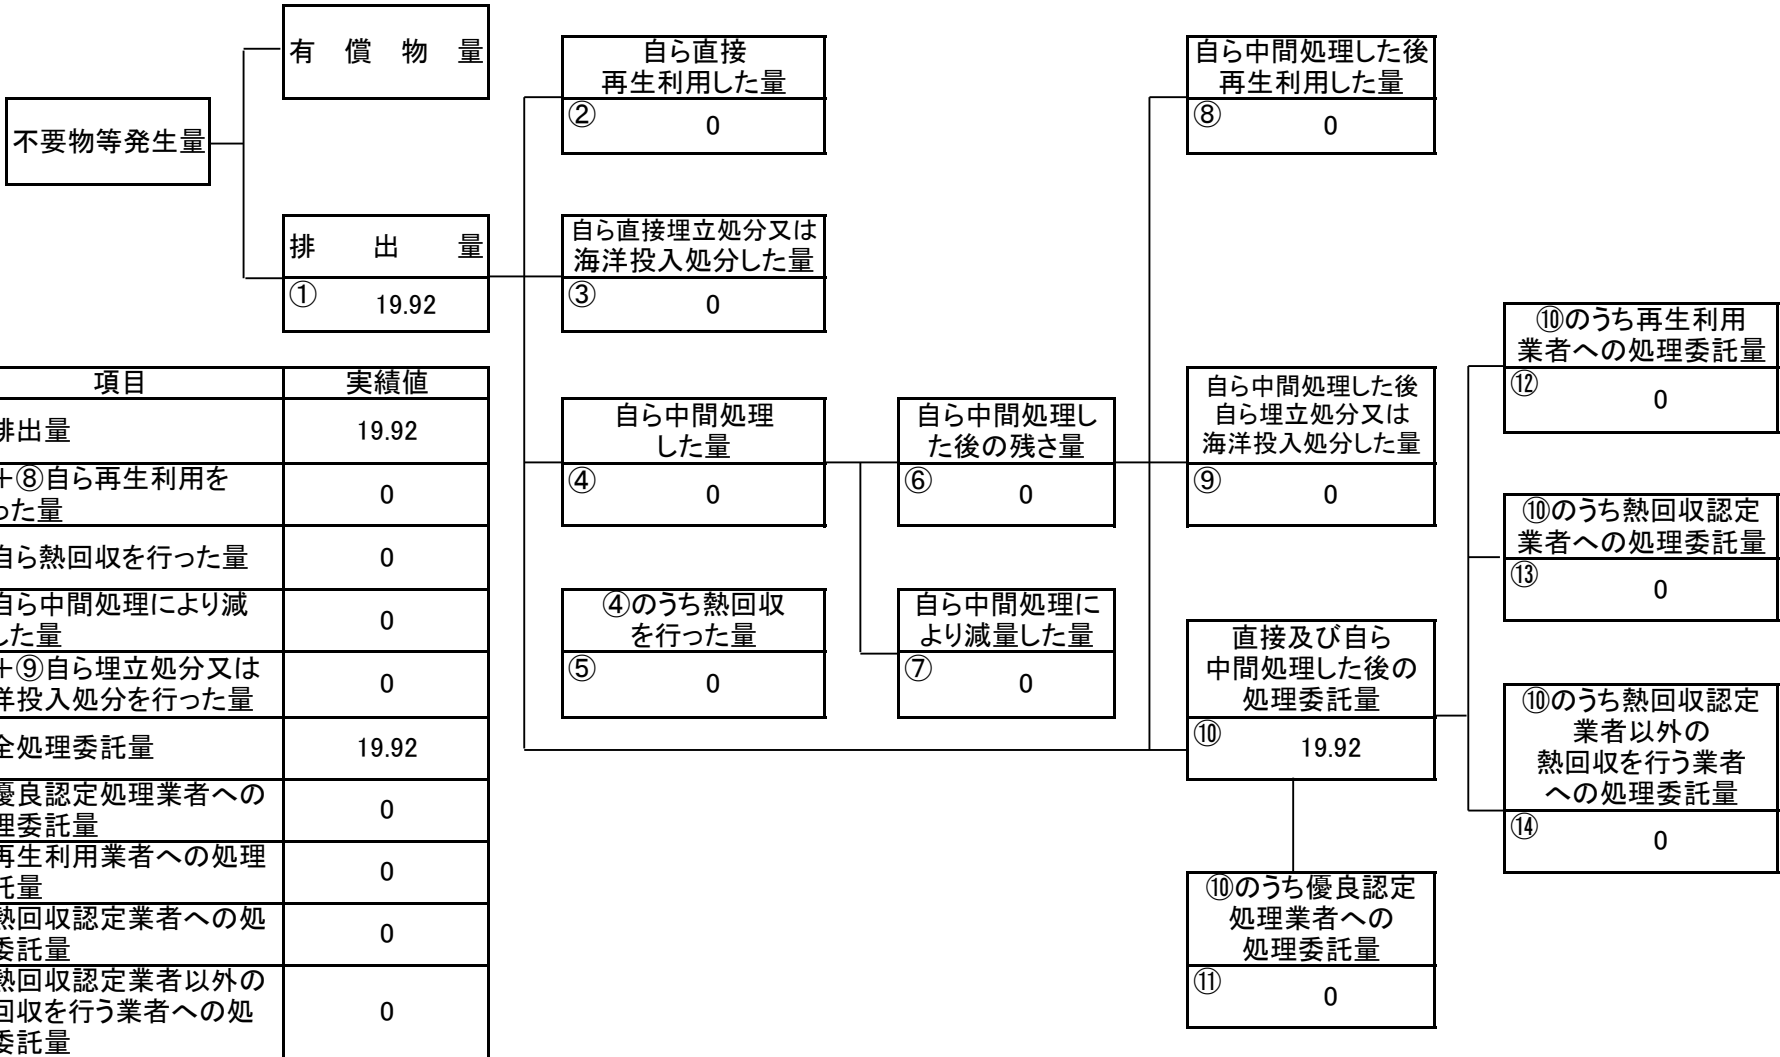 不要物等発生量
有償物量
排出量
① 19.92
自ら直接
再生利用した量
② 0
自ら直接埋立処分又は
海洋投入処分した量
③ 0
自ら中間処理
した量
④ 0
④のうち熱回収
を行った量
⑤ 0
自ら中間処理し
た後の残さ量
⑥ 0
自ら中間処理に
より減量した量
⑦ 0
自ら中間処理した後
再生利用した量
⑧ 0
自ら中間処理した後
自ら埋立処分又は
海洋投入処分した量
⑨ 0
直接及び自ら
中間処理した後の
処理委託量
⑩ 19.92
⑩のうち優良認定
処理業者への
処理委託量
⑪ 0
⑩のうち再生利用
業者への処理委託量
⑫ 0
⑩のうち熱回収認定
業者への処理委託量
⑬ 0
⑩のうち熱回収認定
業者以外の
熱回収を行う業者
への処理委託量
⑭ 0
項目 実績値
排出量 19.92
+⑧自ら再生利用を
った量 0
自ら熱回収を行った量 0
自ら中間処理により減
した量 0
+⑨自ら埋立処分又は
洋投入処分を行った量 0
全処理委託量 19.92
優良認定処理業者への
理委託量 0
再生利用業者への処理
託量 0
熱回収認定業者への処
委託量 0
熱回収認定業者以外の
回収を行う業者への処
委託量 0